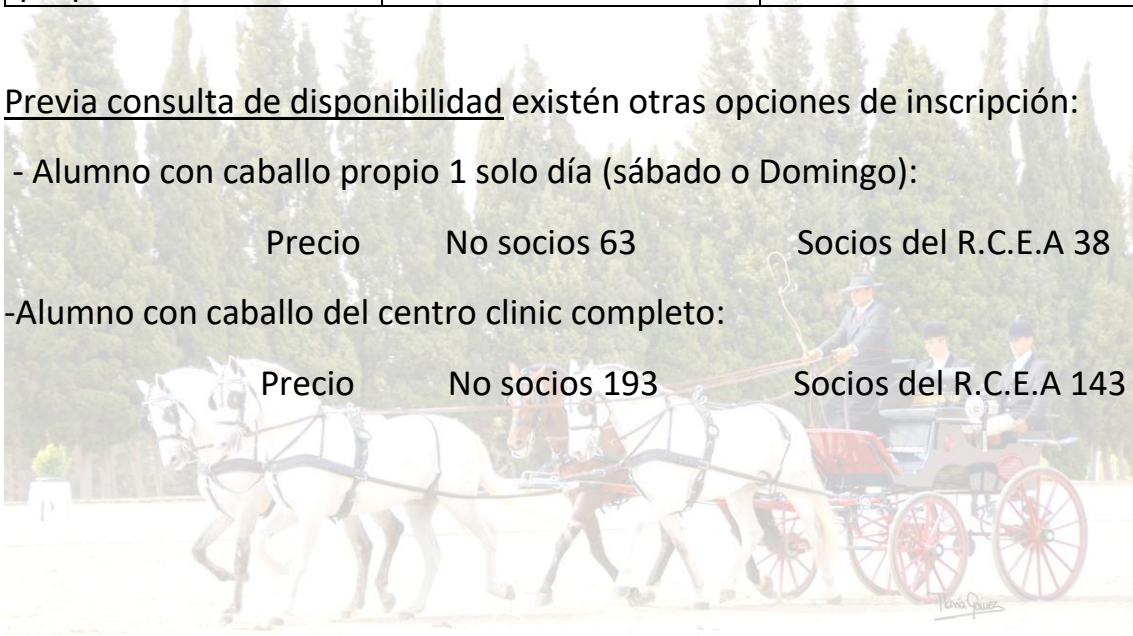 Previa consulta de disponibilidad existén otras opciones de inscripción:
- Alumno con caballo propio 1 solo día (sábado o Domingo):
Precio No socios 63 Socios del R.C.E.A 38
-Alumno con caballo del centro clinic completo:
Precio No socios 193 Socios del R.C.E.A 143
P
María Gómez